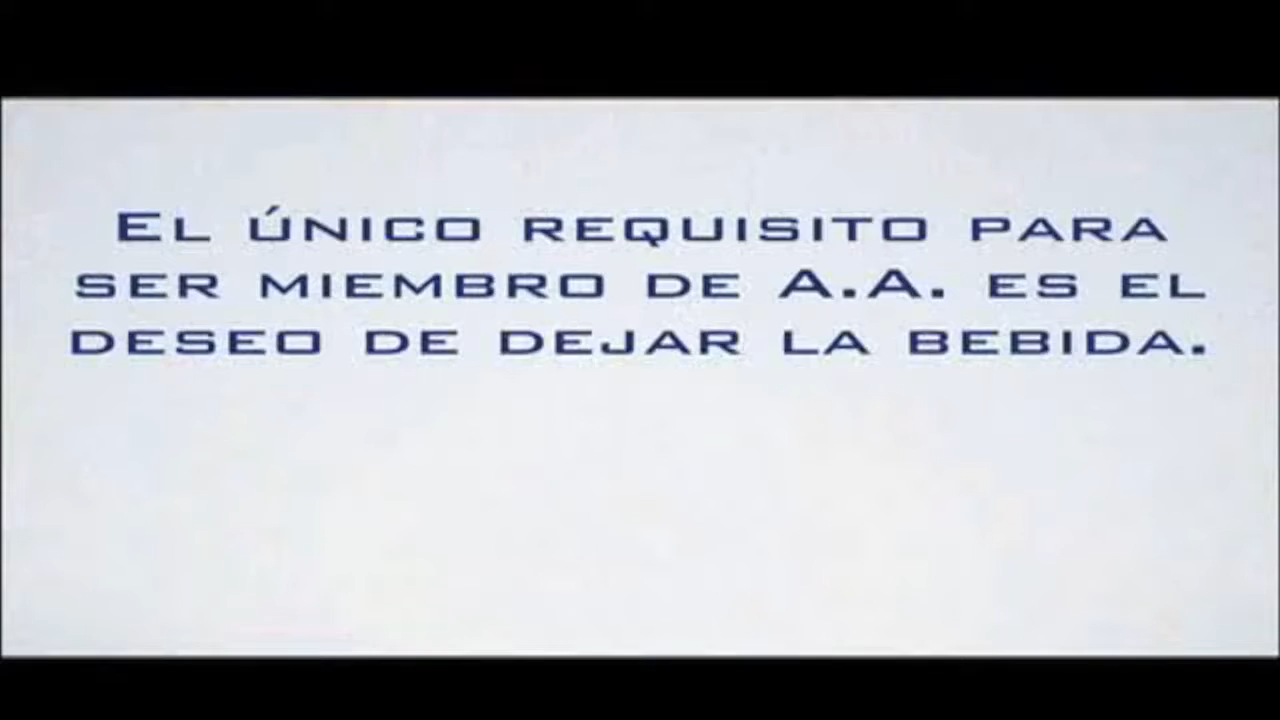 El único requisito para
ser miembro de A.A. es el
deseo de dejar la bebida.